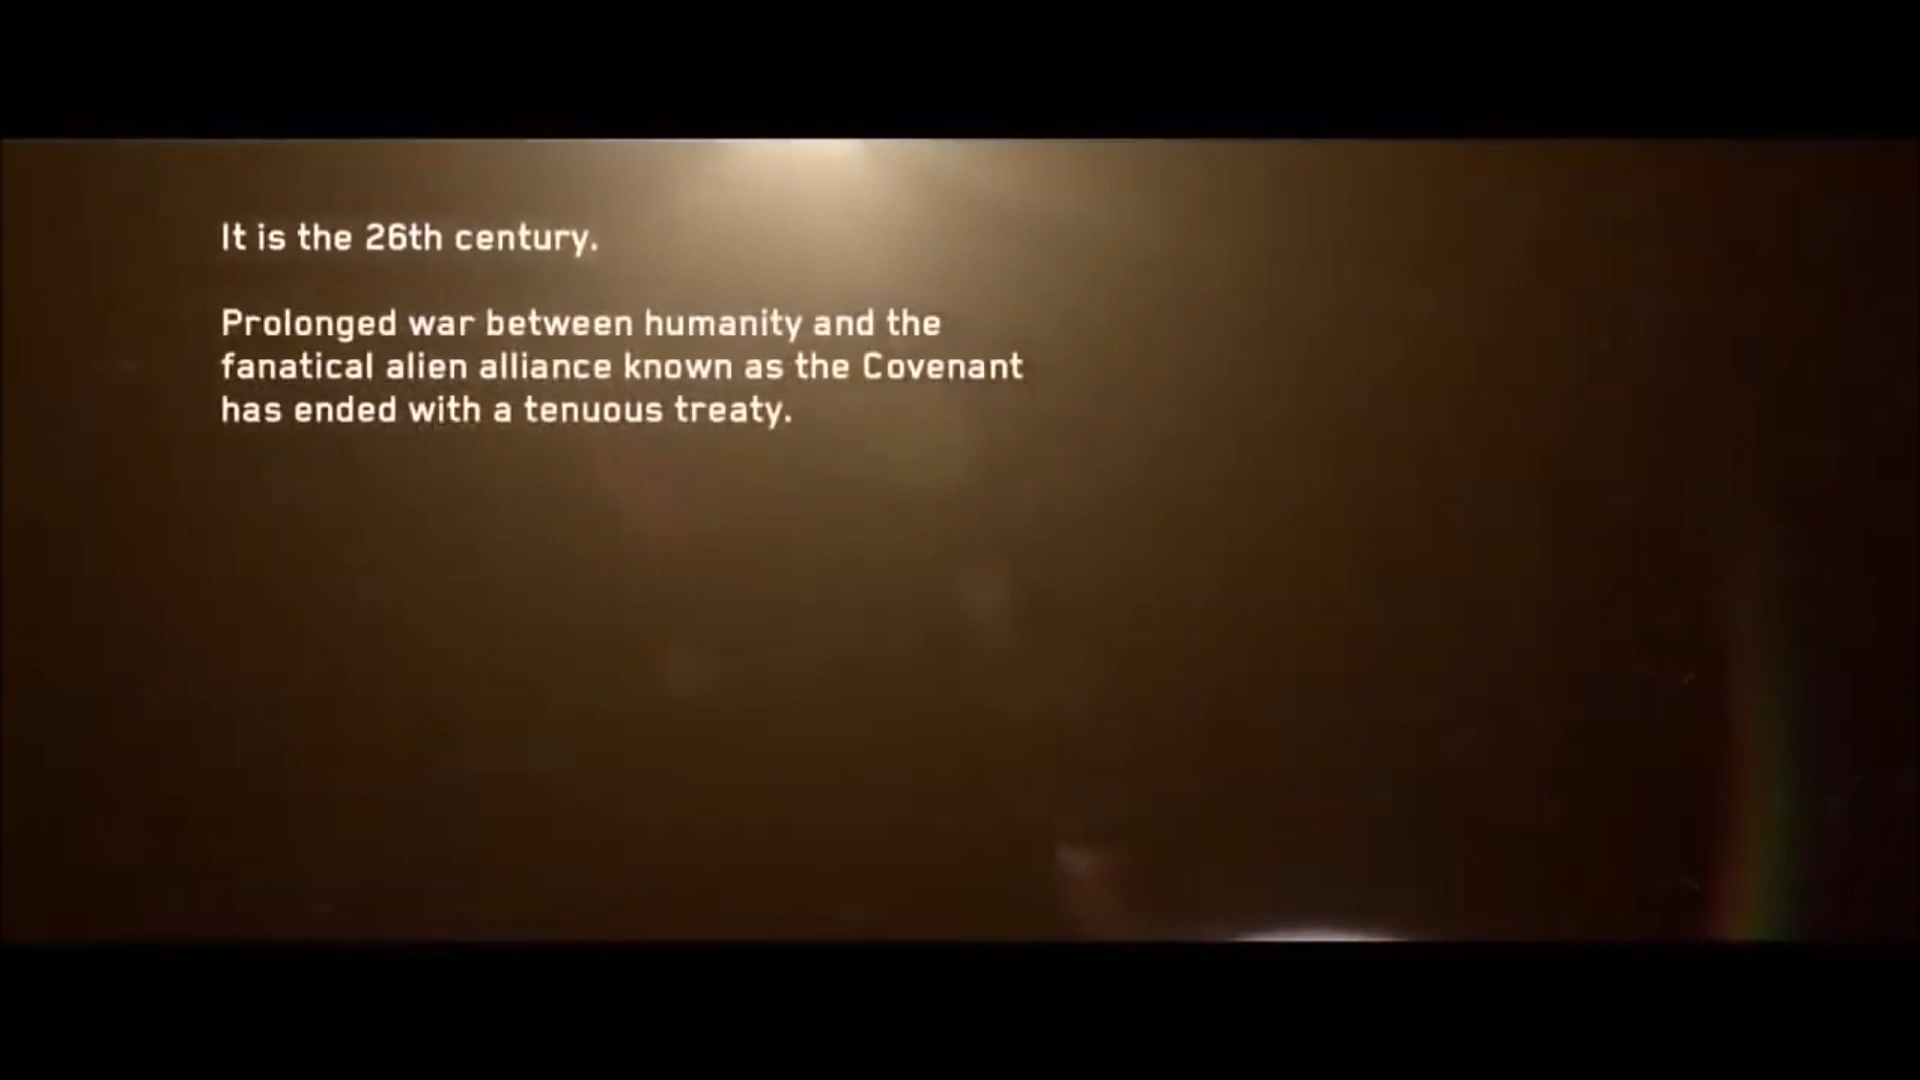 It is the 26th century.
Prolonged war between humanity and the
fanatical alien alliance known as the Covenant
has ended with a tenuous treaty.